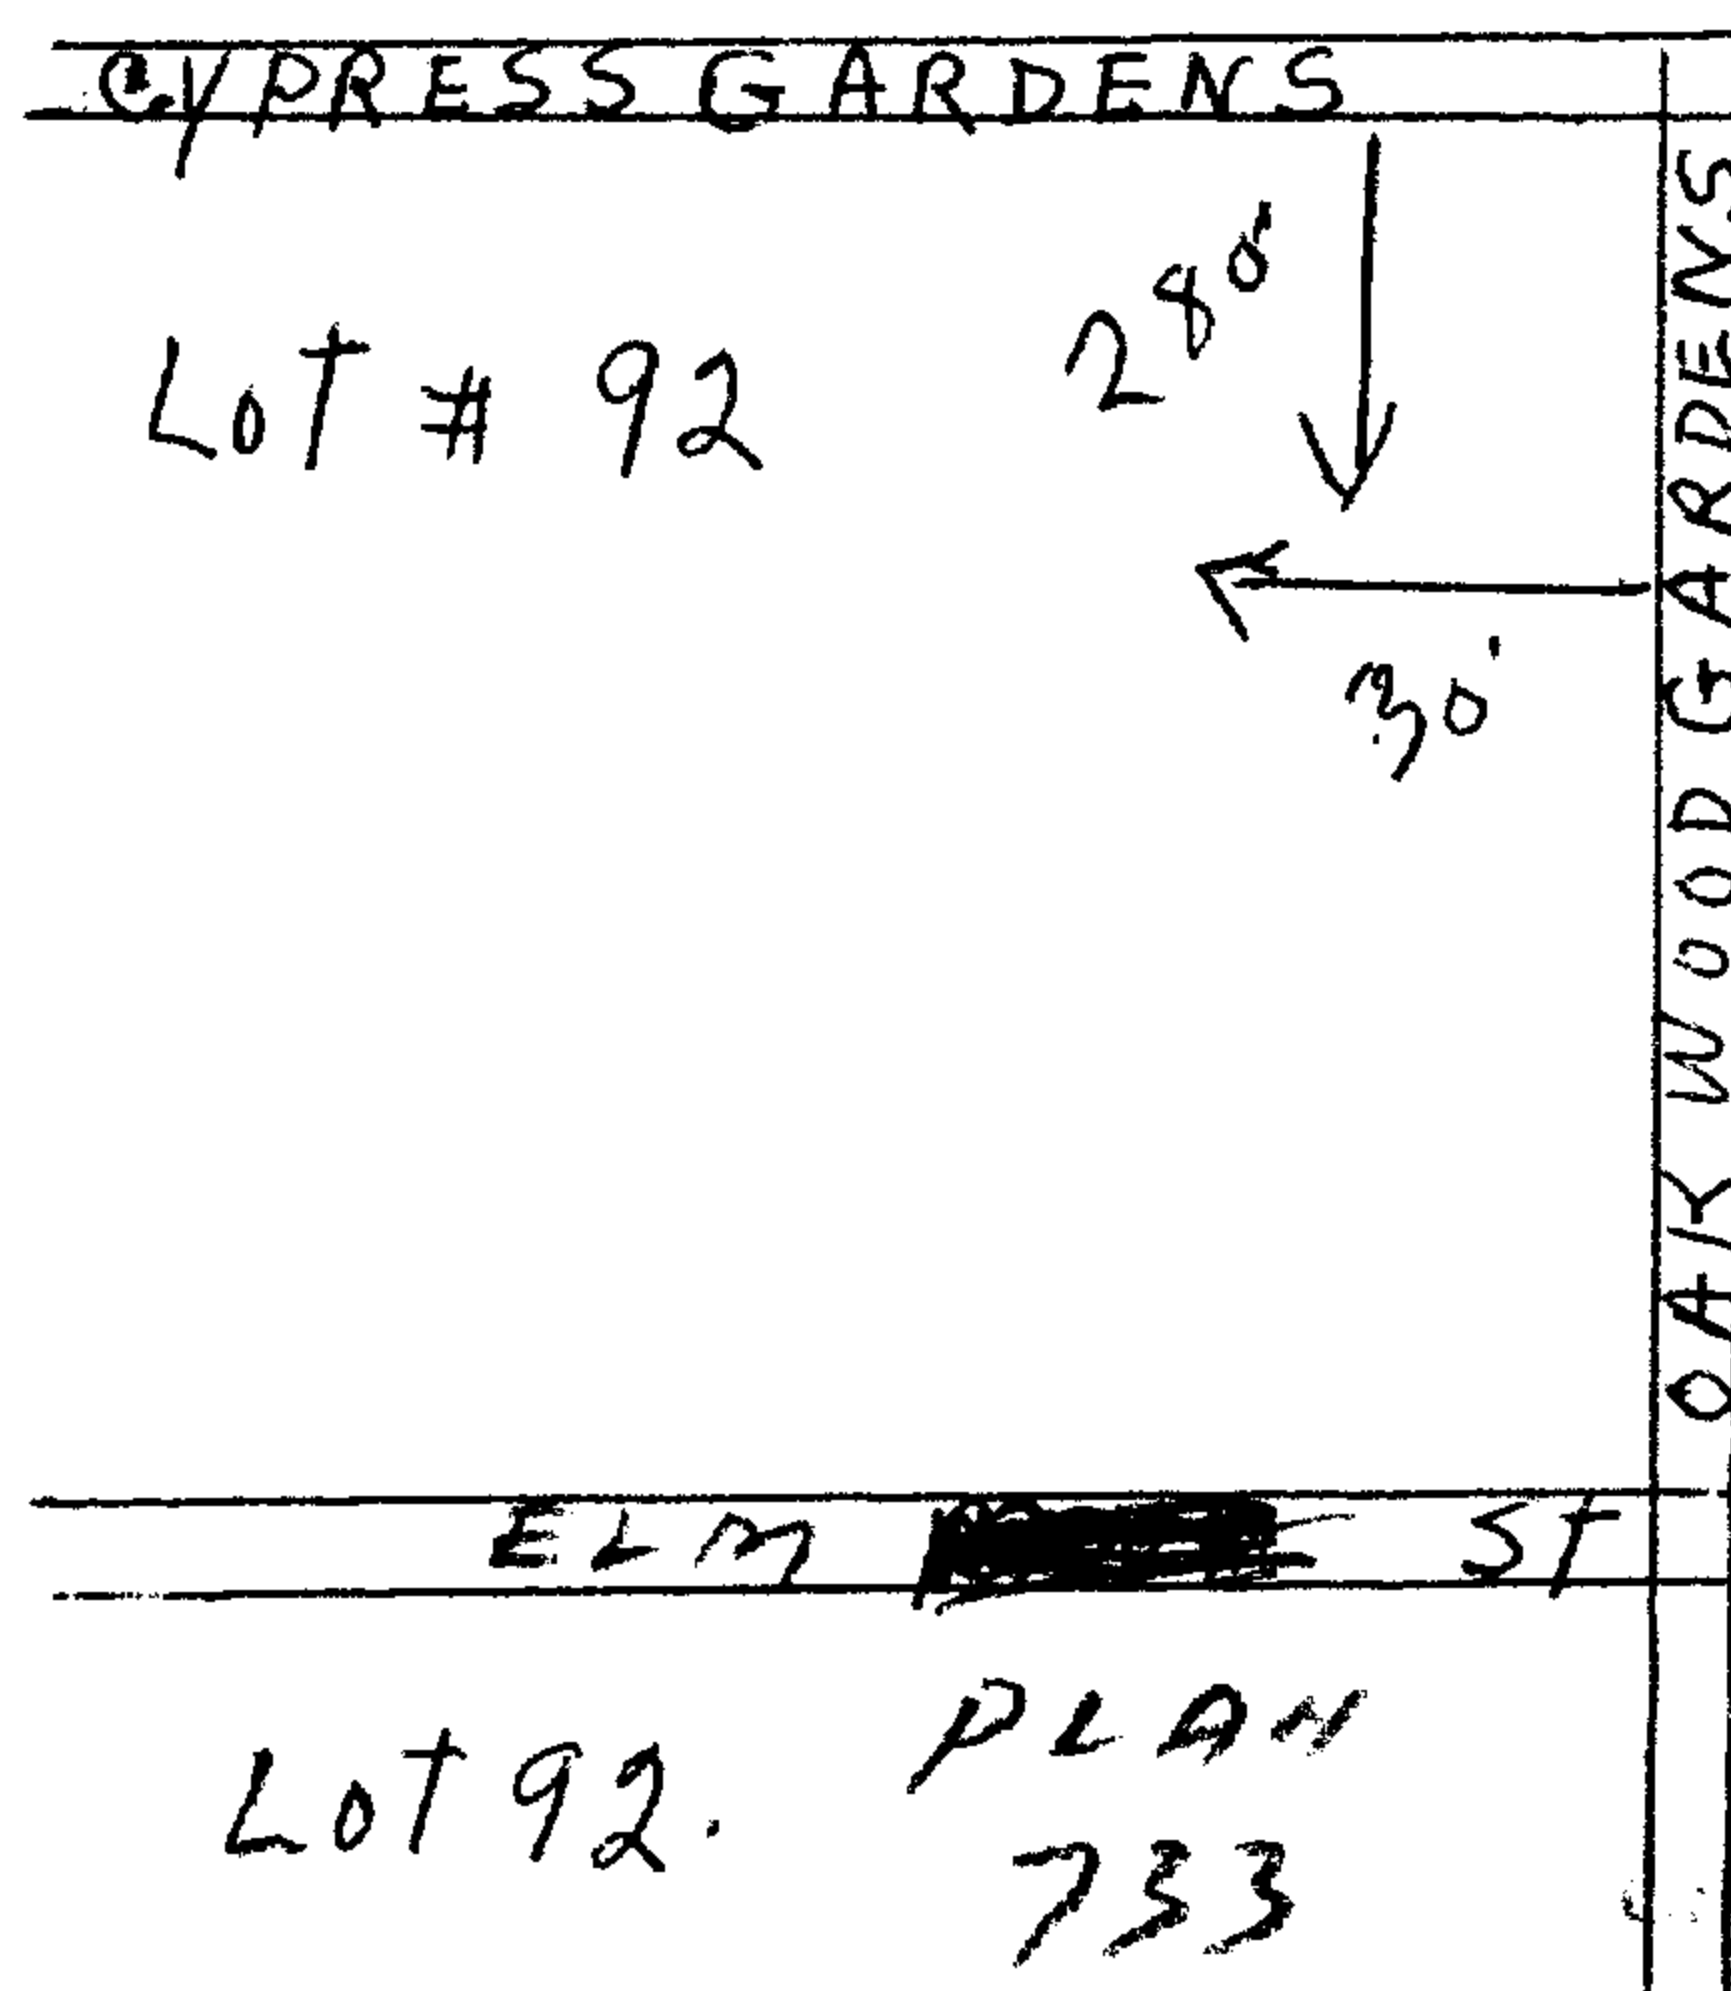 CYPRESS GARDENS
280'
LOT # 92
30'
OAK WOOD GARDENS
ELM ST
PLAN
LOT 92.
733